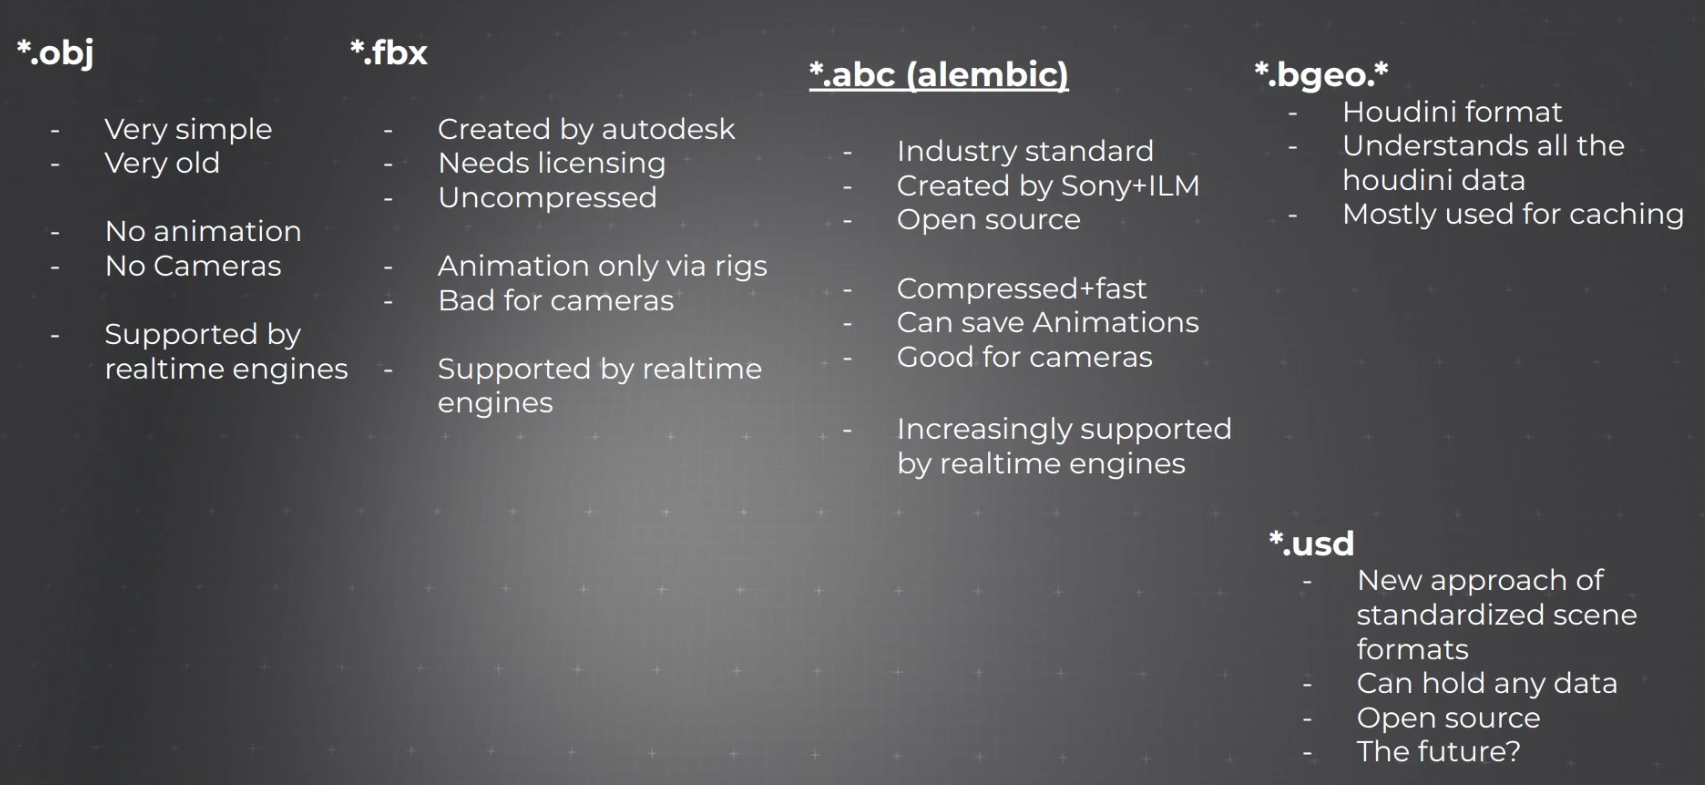 *.obj
- Very simple
- Very old
- No animation
- No Cameras
- Supported by
realtime engines
*.fbx
- Created by autodesk
- Needs licensing
- Uncompressed
- Animation only via rigs
- Bad for cameras
- Supported by realtime
engines
*.abc (alembic)
- Industry standard
- Created by Sony+ILM
- Open source
- Compressed+fast
- Can save Animations
- Good for cameras
- Increasingly supported
by realtime engines
*.bgeo.*
- Houdini format
- Understands all the
houdini data
- Mostly used for caching
*.usd
- New approach of
standardized scene
formats
- Can hold any data
- Open source
- The future?